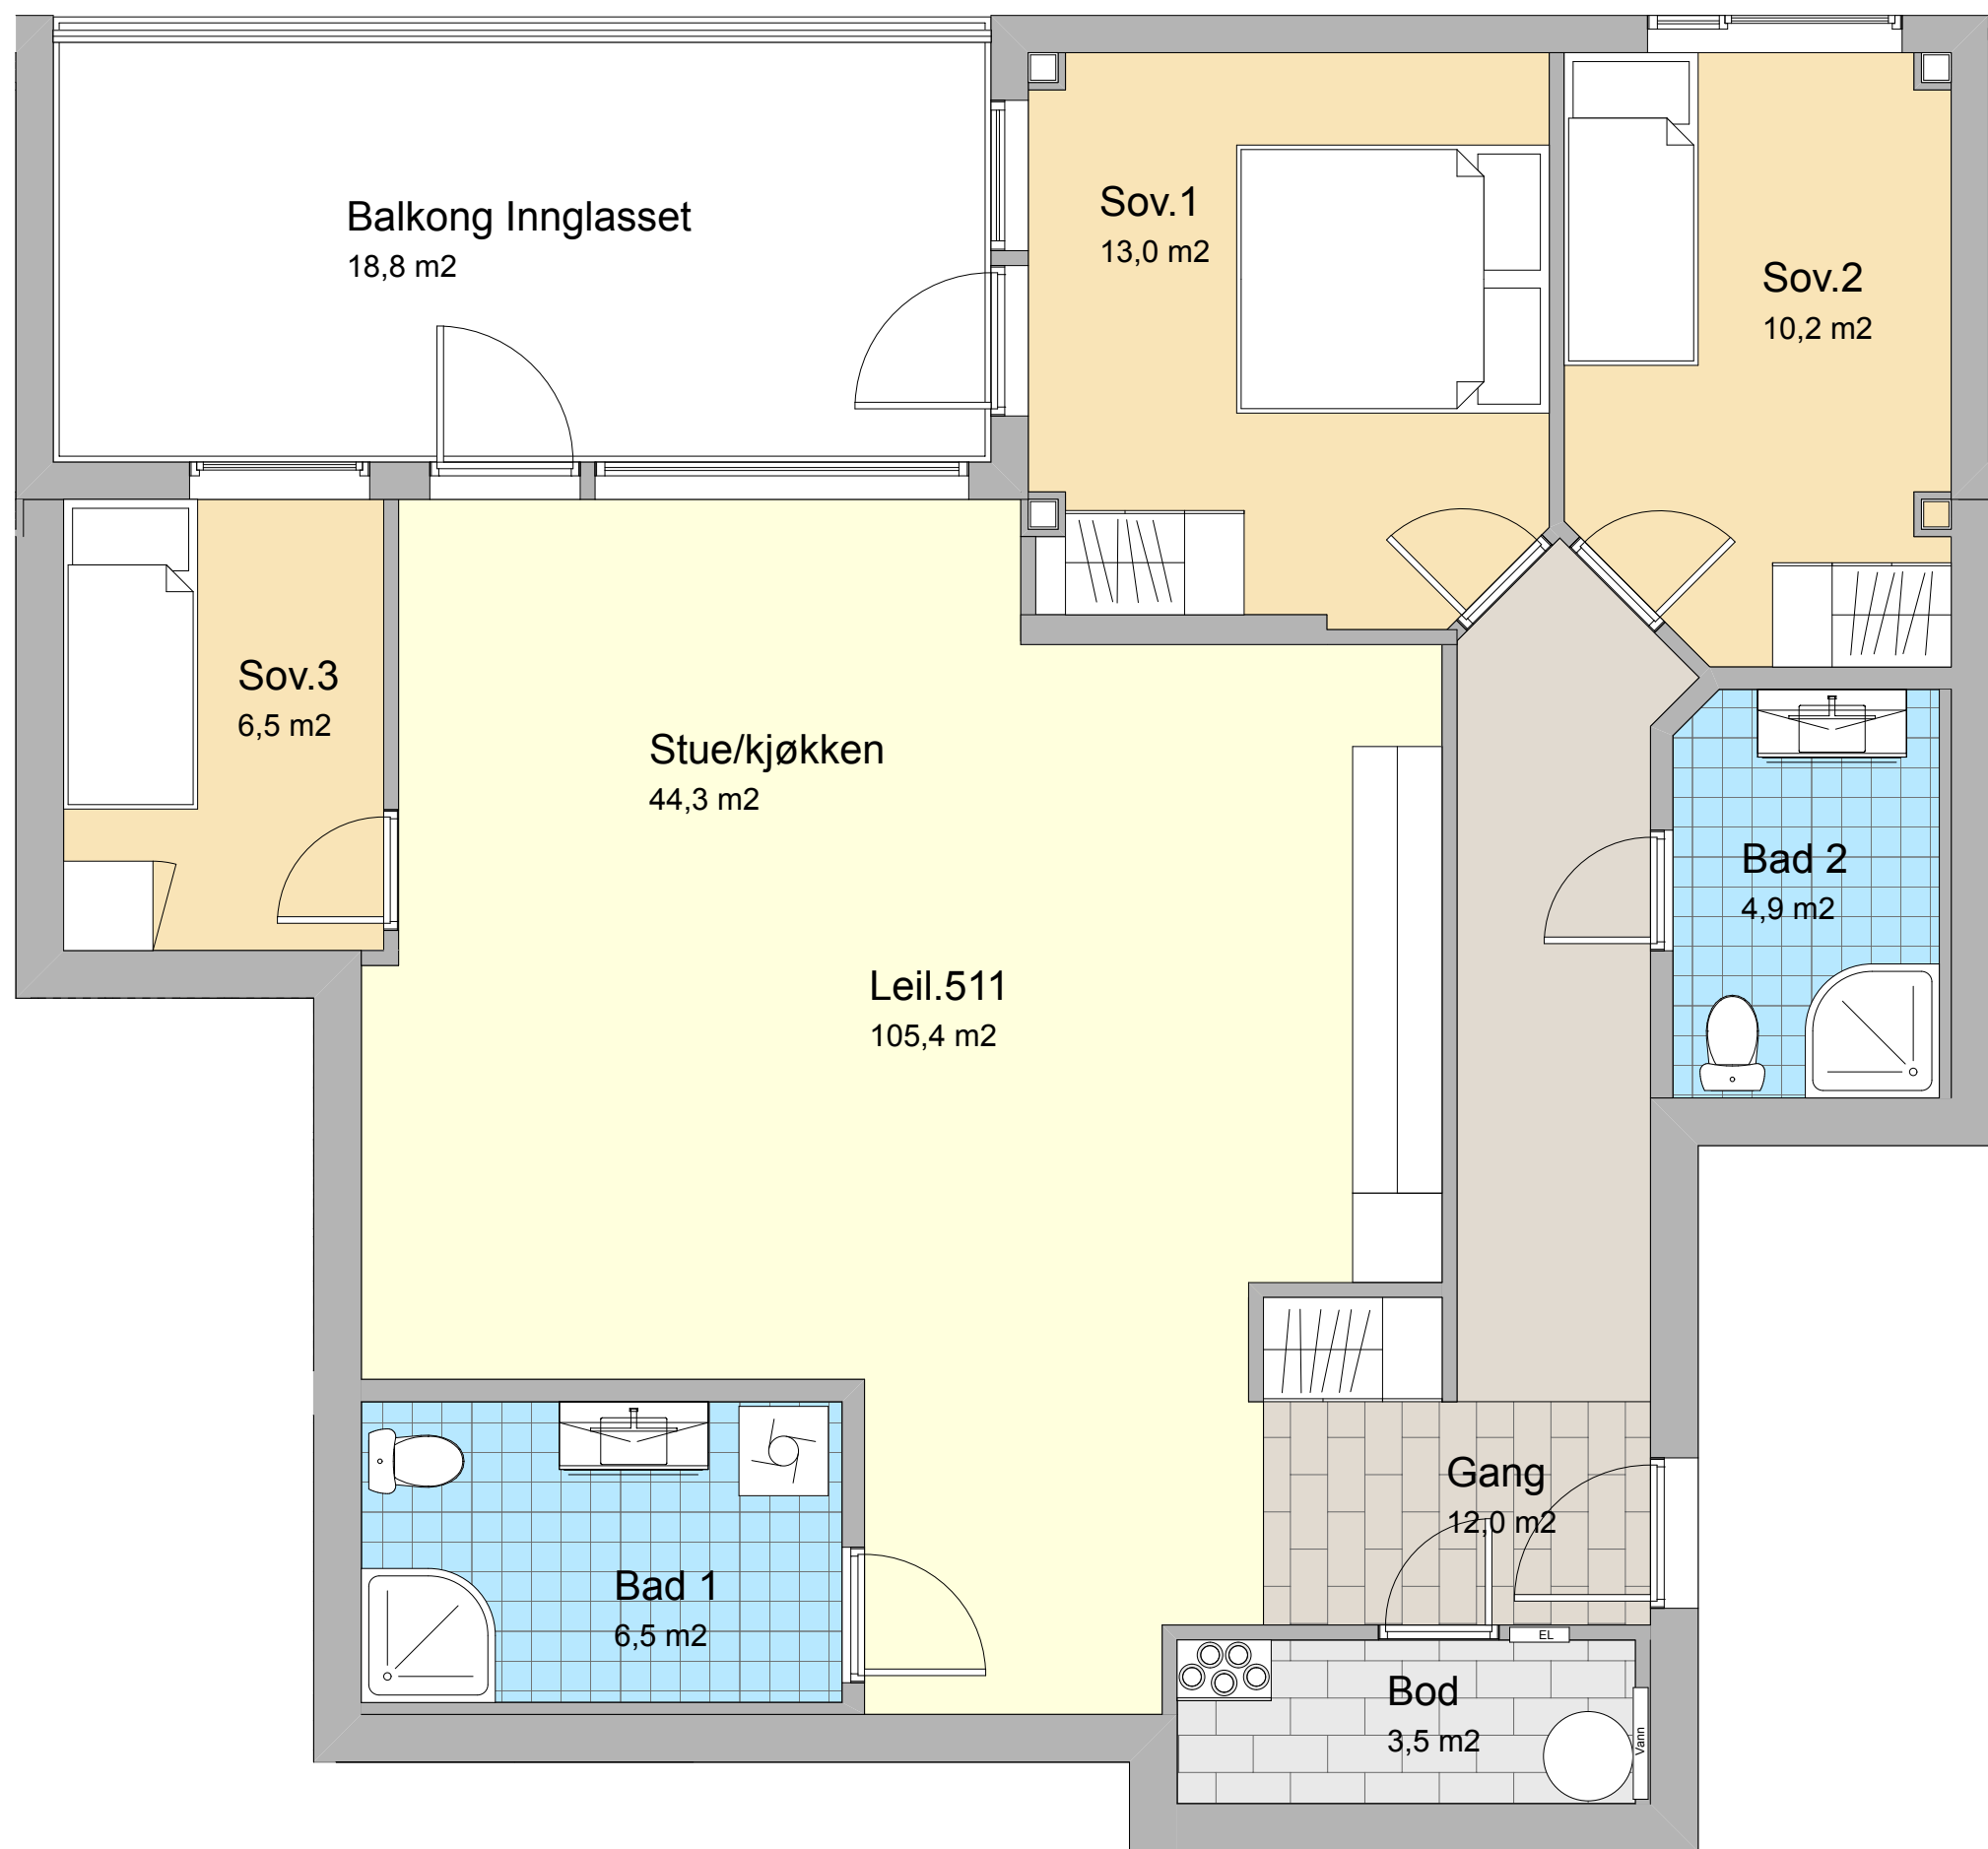 Balkong Innglasset
18,8 m2
Sov.1
13,0 m2
Sov.2
10,2 m2
Sov.3
6,5 m2
Stue/kjøkken
44,3 m2
Bad 2
4,9 m2
Leil.511
105,4 m2
Gang
12,0 m2
Bad 1
6,5 m2
EL
Bod
3,5 m2
Vann